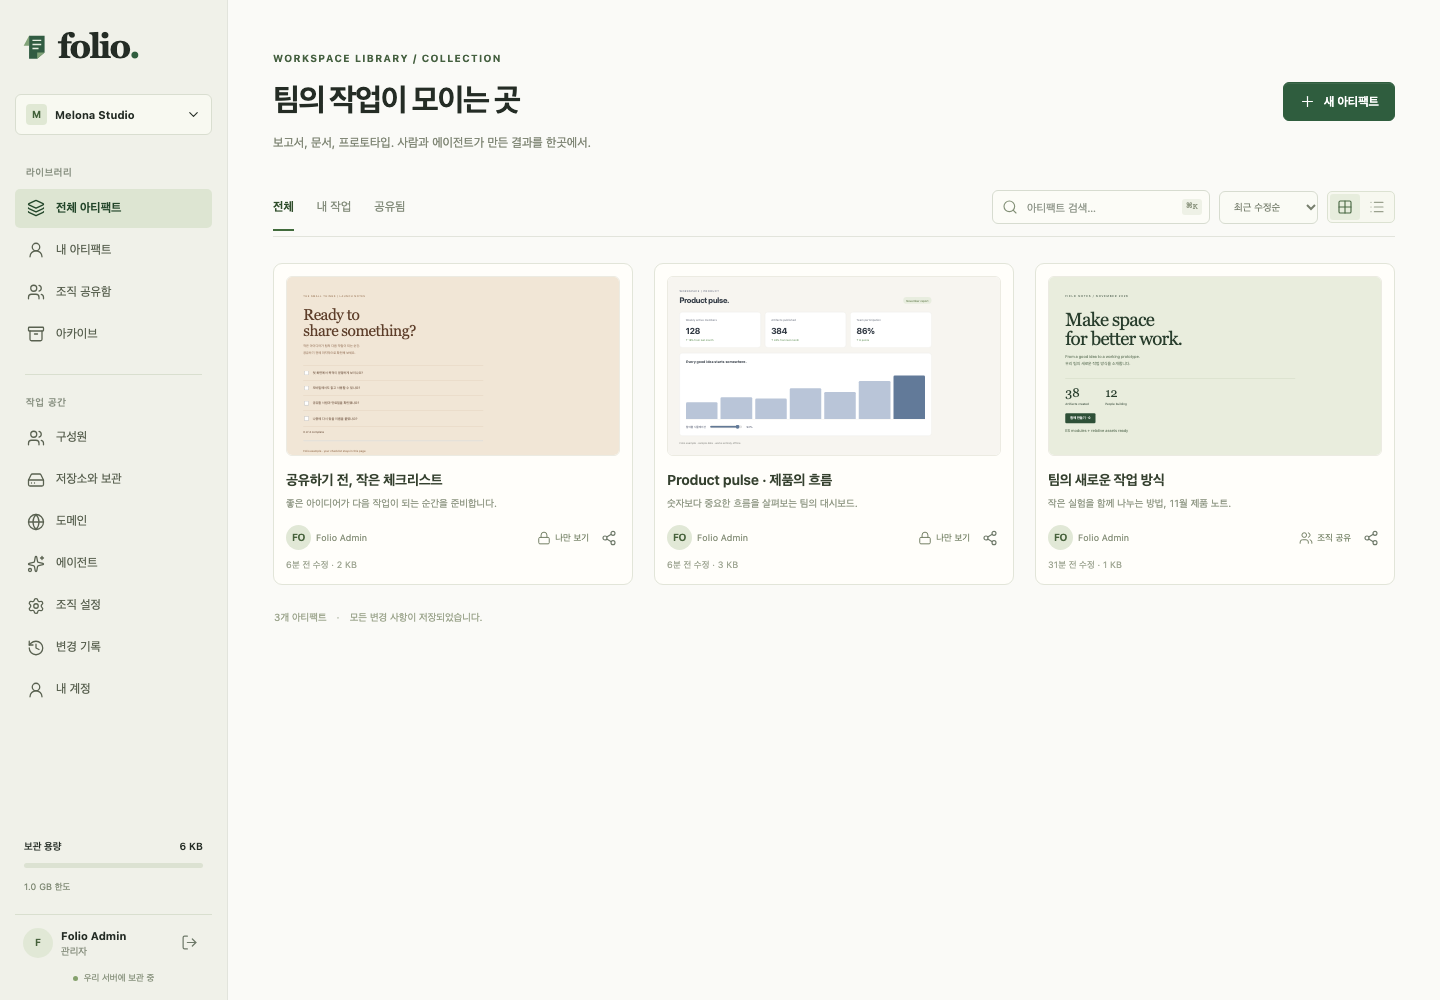 folio.
M Melona Studio
라이브러리
전체 아티팩트
내 아티팩트
조직 공유함
아카이브
작업 공간
구성원
저장소와 보관
도메인
에이전트
조직 설정
변경 기록
내 계정
보관 용량 6 KB
1.0 GB 한도
F Folio Admin
관리자
우리 서버에 보관 중
WORKSPACE LIBRARY / COLLECTION
팀의 작업이 모이는 곳
보고서, 문서, 프로토타입. 사람과 에이전트가 만든 결과를 한곳에서.
새 아티팩트
전체 내 작업 공유됨
아티팩트 검색... ⌘K 최근 수정순
Ready to
share something?
공유하기 전, 작은 체크리스트
좋은 아이디어가 다음 작업이 되는 순간을 준비합니다.
FO Folio Admin 나만 보기
6분 전 수정 · 2 KB
Product pulse.
128 384 86%
Every good idea starts somewhere.
Product pulse · 제품의 흐름
숫자보다 중요한 흐름을 살펴보는 팀의 대시보드.
FO Folio Admin 나만 보기
6분 전 수정 · 3 KB
FIELD NOTES / NOVEMBER 2025
Make space
for better work.
From a good idea to a working prototype.
38 12
팀의 새로운 작업 방식
작은 실험을 함께 나누는 방법, 11월 제품 노트.
FO Folio Admin 조직 공유
31분 전 수정 · 1 KB
3개 아티팩트 · 모든 변경 사항이 저장되었습니다.